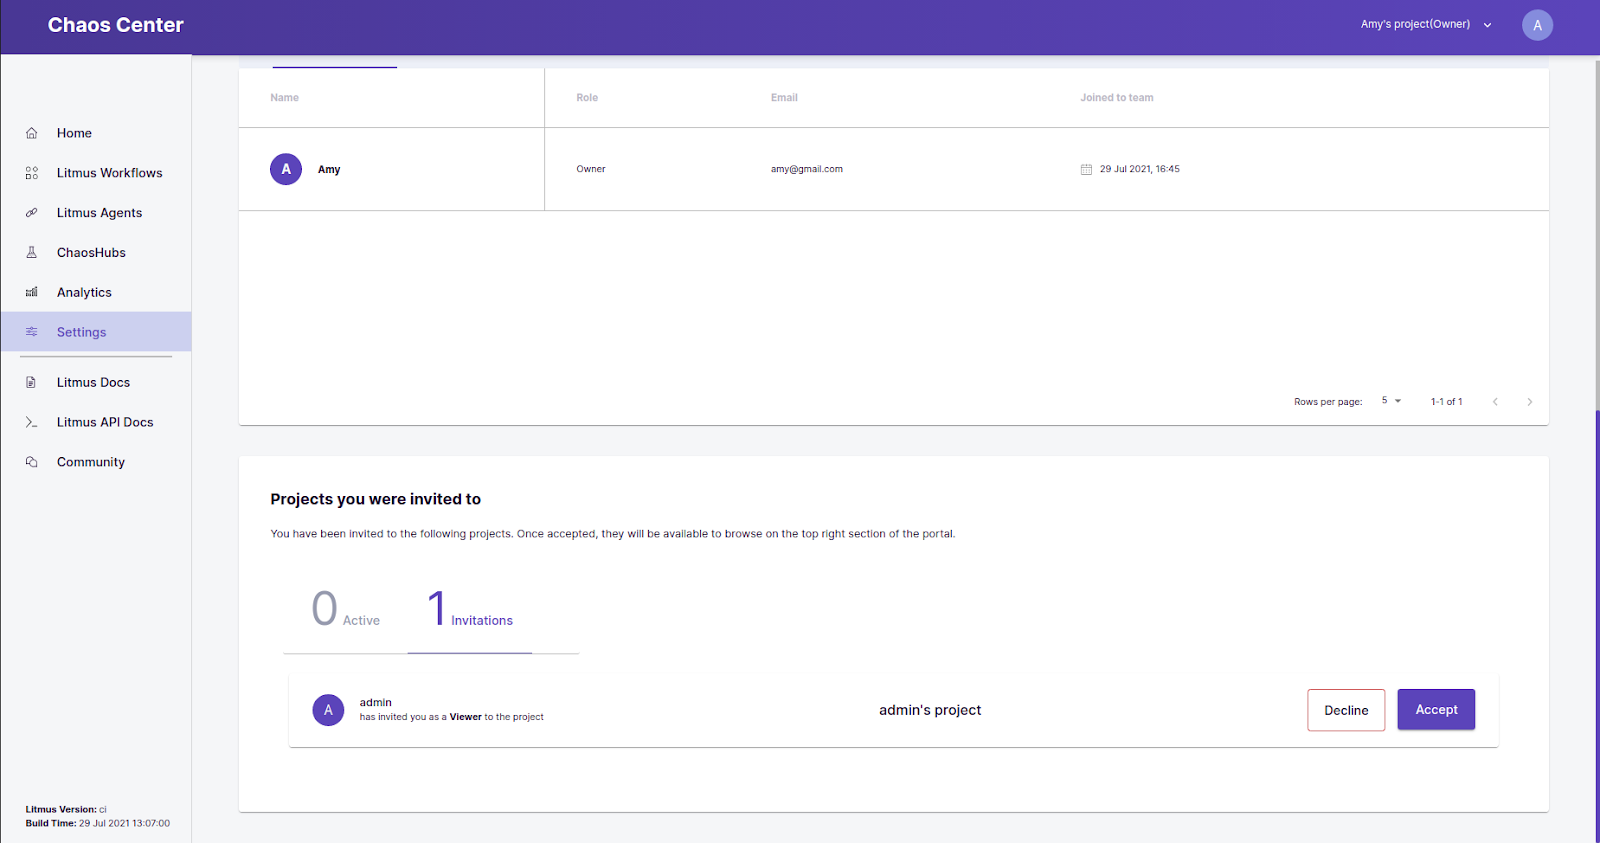 Chaos Center
Amy's project(Owner)
A
Home
Litmus Workflows
Litmus Agents
ChaosHubs
Analytics
Settings
Litmus Docs
Litmus API Docs
Community
Litmus Version: ci
Build Time: 29 Jul 2021 13:07:00
Name Role Email Joined to team
A Amy Owner amy@gmail.com 29 Jul 2021, 16:45
Rows per page: 5 1-1 of 1
Projects you were invited to
You have been invited to the following projects. Once accepted, they will be available to browse on the top right section of the portal.
0 Active 1 Invitations
A
admin
has invited you as a Viewer to the project
admin's project
Decline
Accept